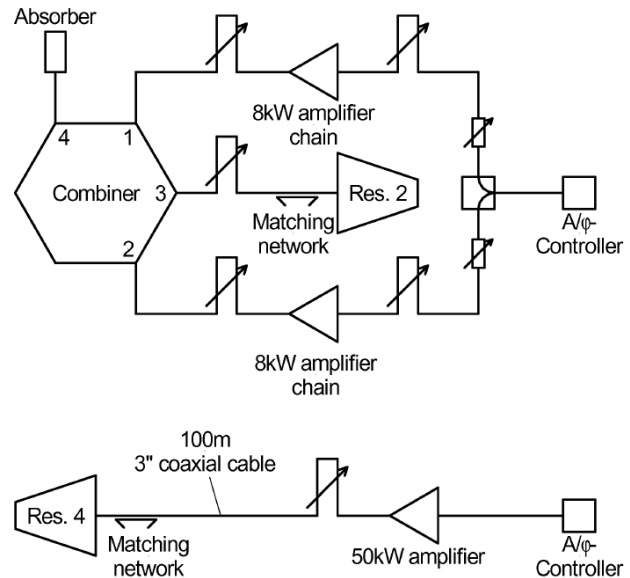 Absorber
4
1
8kW amplifier
chain
Combiner
3
Res. 2
Matching
network
A/φ-
Controller
2
8kW amplifier
chain
100m
3" coaxial cable
Res. 4
Matching
network
50kW amplifier
A/φ-
Controller